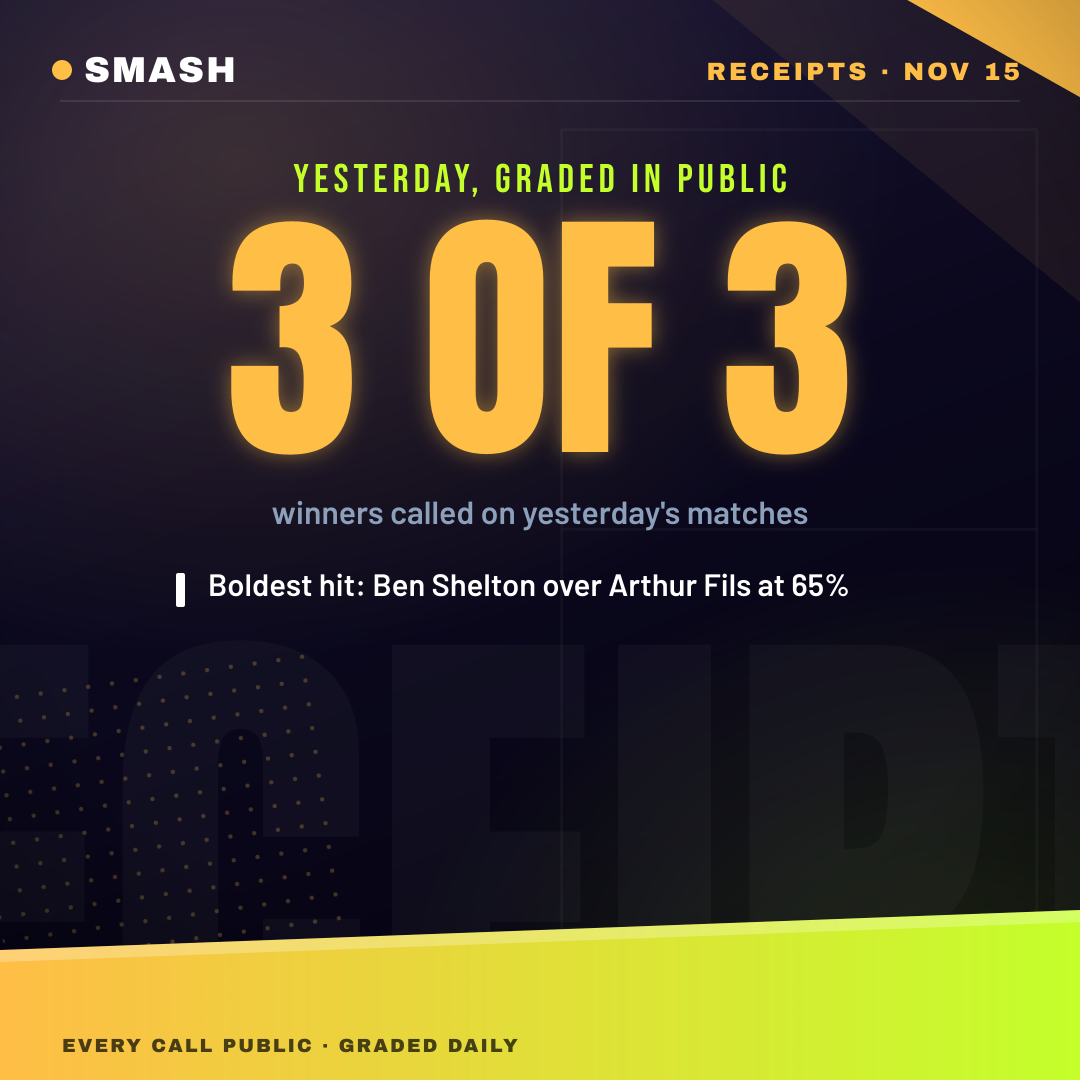 SMASH
RECEIPTS · NOV 15
YESTERDAY, GRADED IN PUBLIC
3 OF 3
winners called on yesterday's matches
Boldest hit: Ben Shelton over Arthur Fils at 65%
ECEIPT
EVERY CALL PUBLIC · GRADED DAILY